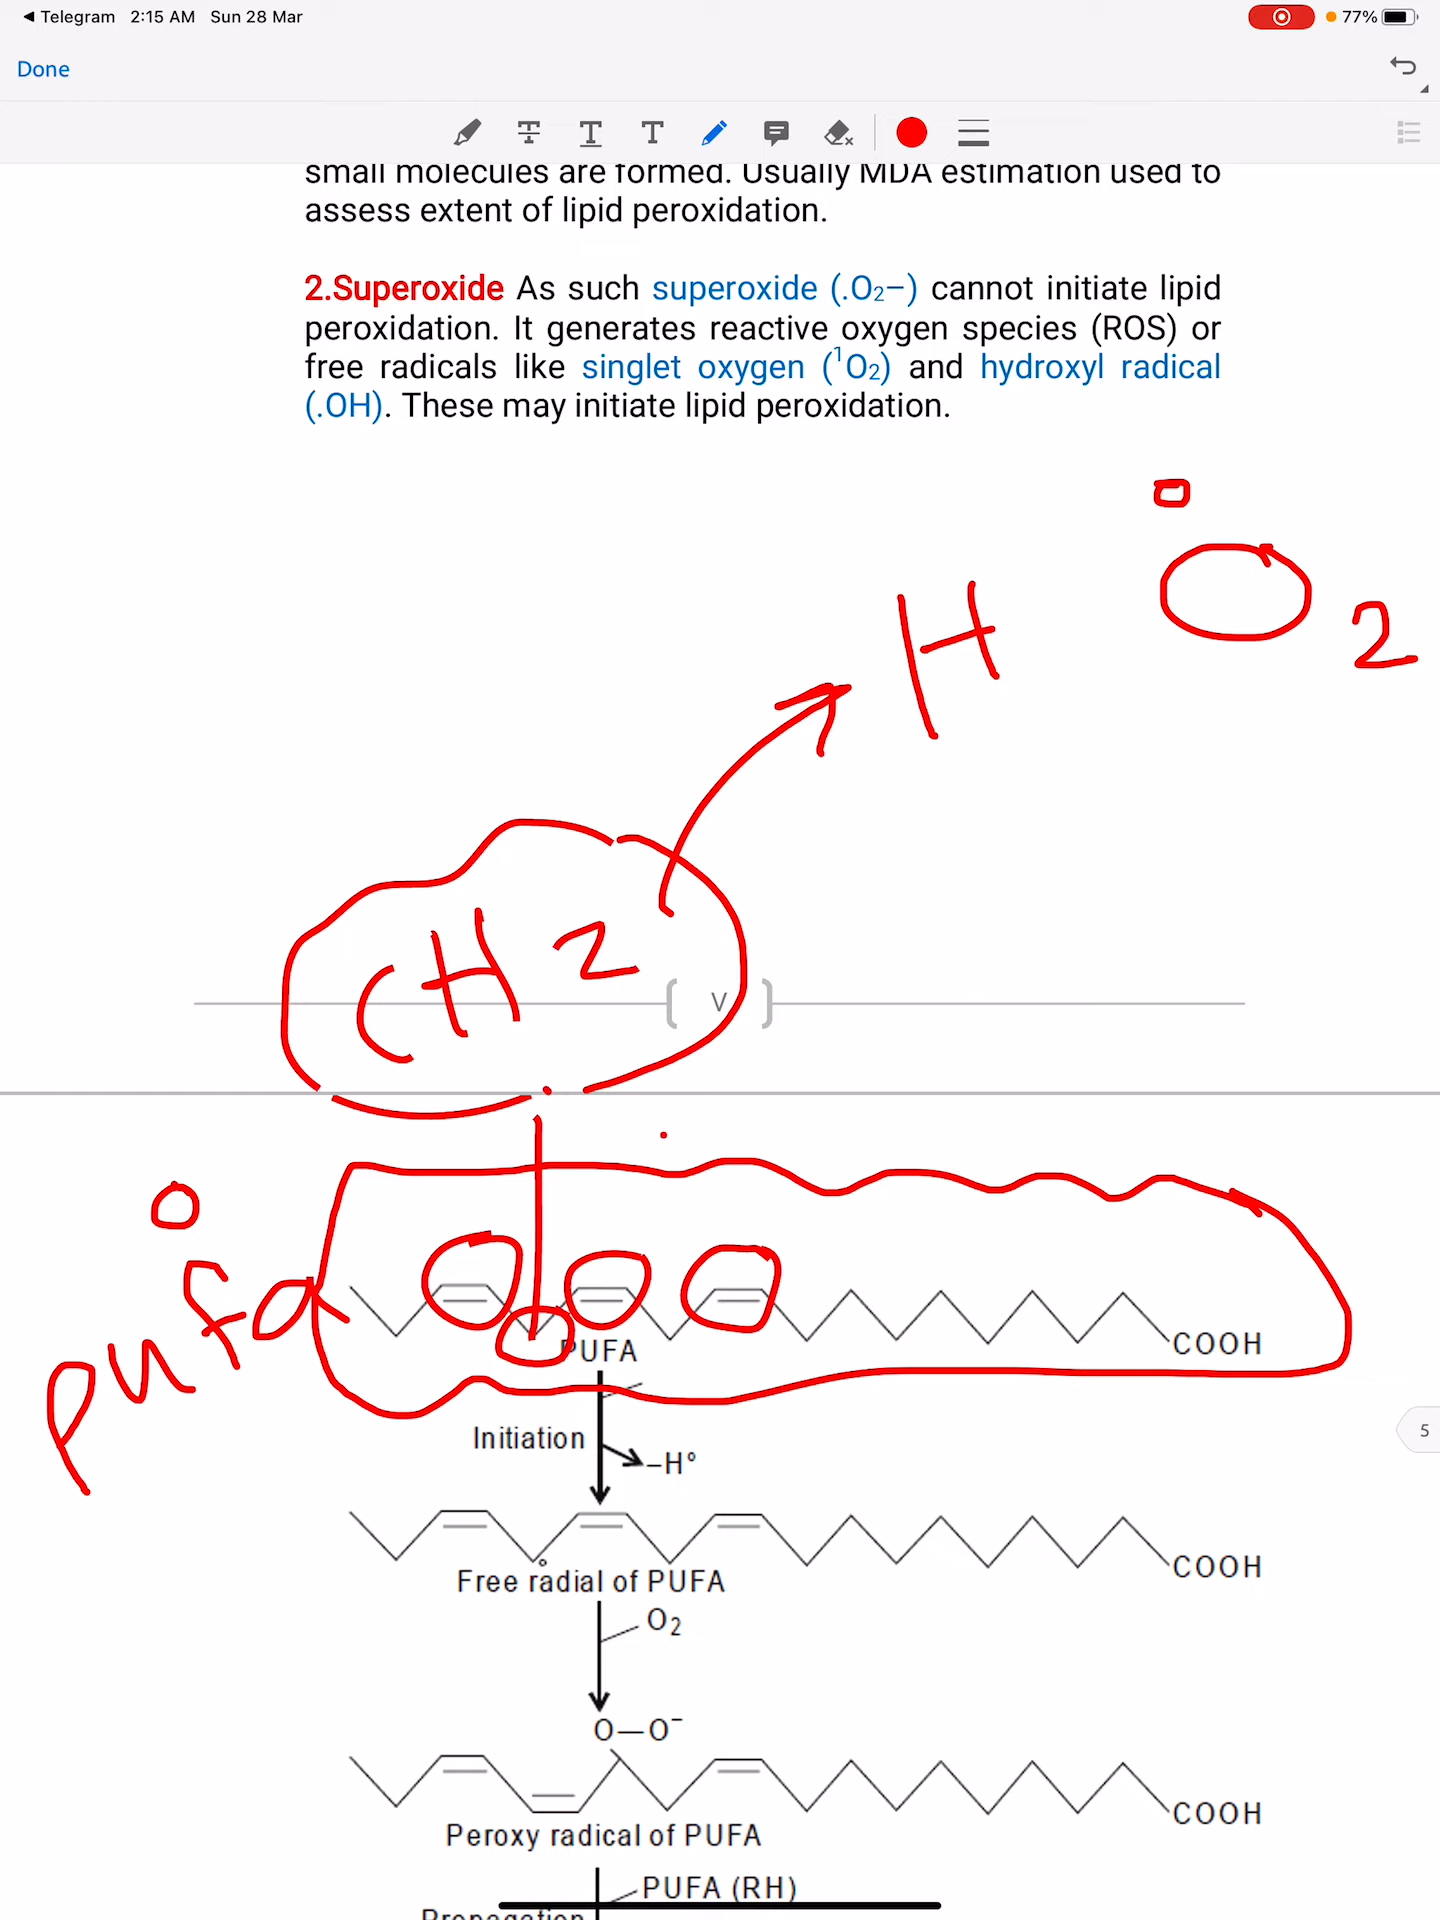 Telegram 2:15 AM Sun 28 Mar 77%
Done
small molecules are formed. Usually MDA estimation used to
assess extent of lipid peroxidation.
2.Superoxide As such superoxide (.O2–) cannot initiate lipid
peroxidation. It generates reactive oxygen species (ROS) or
free radicals like singlet oxygen (¹O2) and hydroxyl radical
(.OH). These may initiate lipid peroxidation.
H O 2
CH2
V
pufa
COOH
PUFA
Initiation
–H°
5
COOH
Free radial of PUFA
O2
O—O⁻
COOH
Peroxy radical of PUFA
PUFA (RH)
Propagation